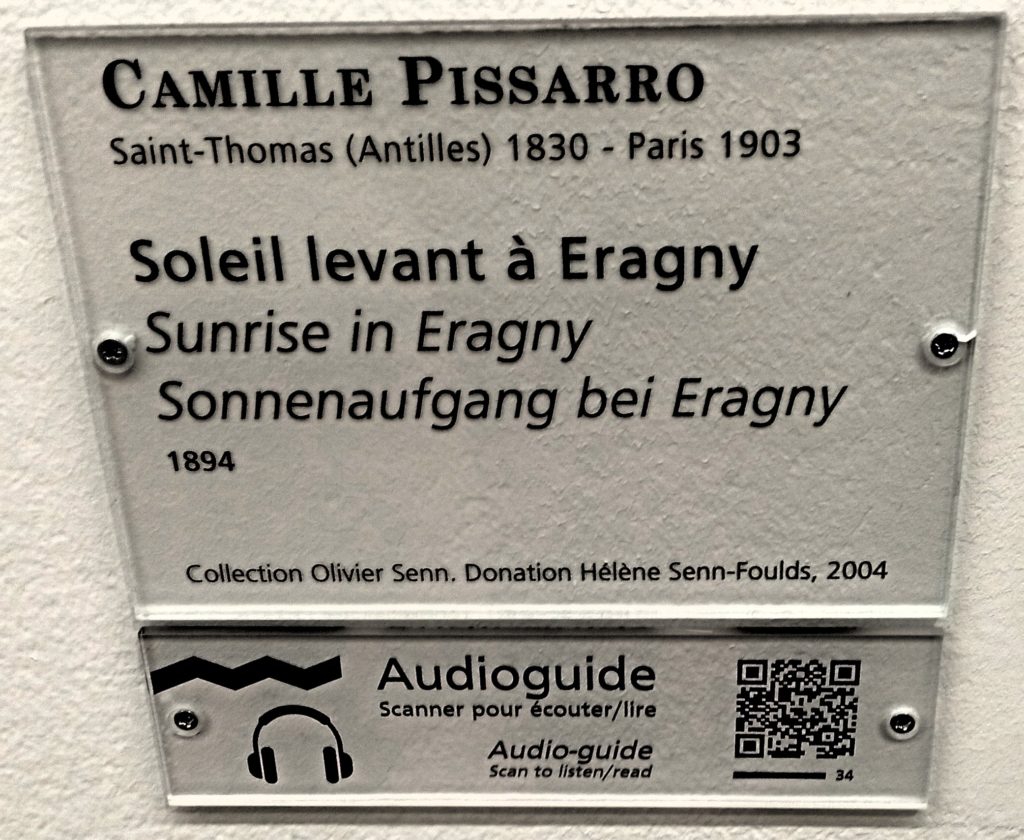 CAMILLE PISSARRO
Saint-Thomas (Antilles) 1830 - Paris 1903
Soleil levant à Eragny
Sunrise in Eragny
Sonnenaufgang bei Eragny
1894
Collection Olivier Senn. Donation Hélène Senn-Foulds, 2004
Audioguide
Scanner pour écouter/lire
Audio-guide
Scan to listen/read
34